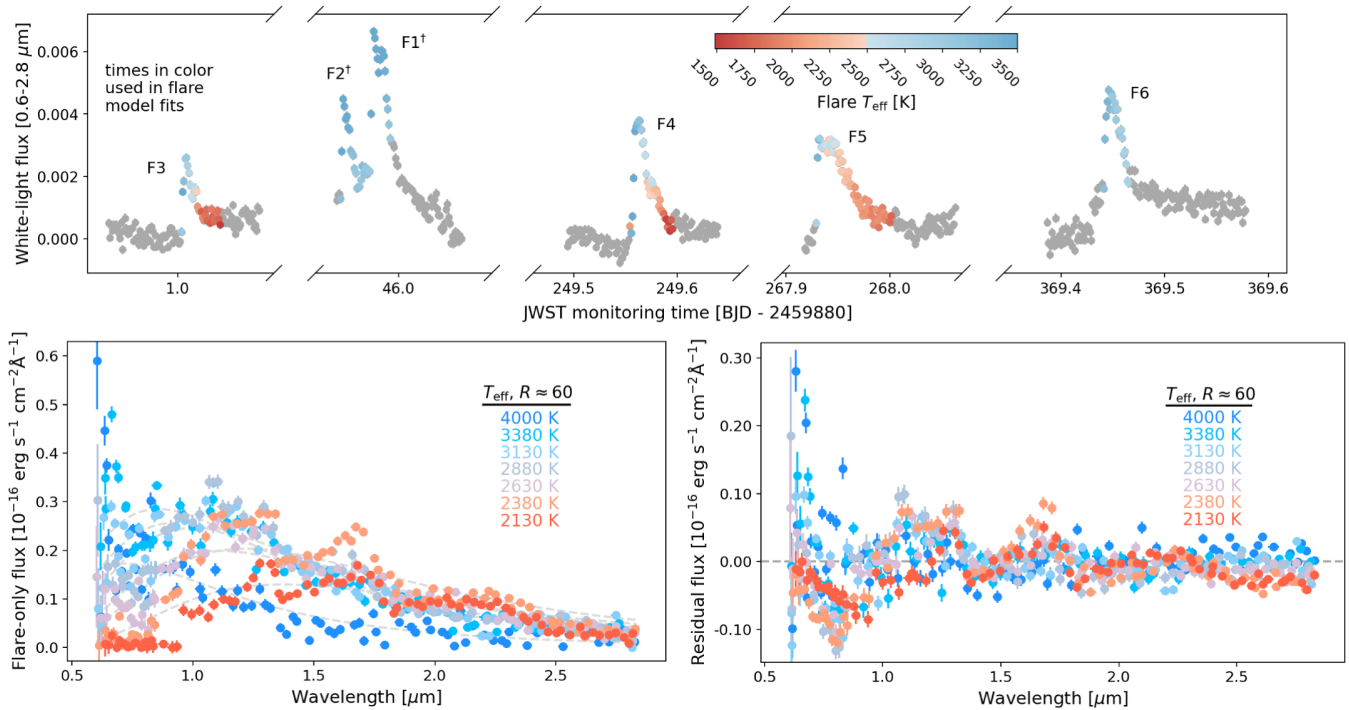 White-light flux [0.6-2.8 μm]
0.006
0.004
0.002
0.000
times in color
used in flare
model fits
F3
F2†
F1†
F4
F5
F6
1500
1750
2000
2250
2500
2750
3000
3250
3500
Flare Teff [K]
1.0
46.0
249.5
249.6
267.9
268.0
369.4
369.5
369.6
JWST monitoring time [BJD - 2459880]
Flare-only flux [10−16 erg s−1 cm−2Å−1]
0.6
0.5
0.4
0.3
0.2
0.1
0.0
Teff, R ≈ 60
4000 K
3380 K
3130 K
2880 K
2630 K
2380 K
2130 K
0.5
1.0
1.5
2.0
2.5
Wavelength [μm]
Residual flux [10−16 erg s−1 cm−2Å−1]
0.30
0.20
0.10
0.00
-0.10
Teff, R ≈ 60
4000 K
3380 K
3130 K
2880 K
2630 K
2380 K
2130 K
0.5
1.0
1.5
2.0
2.5
Wavelength [μm]